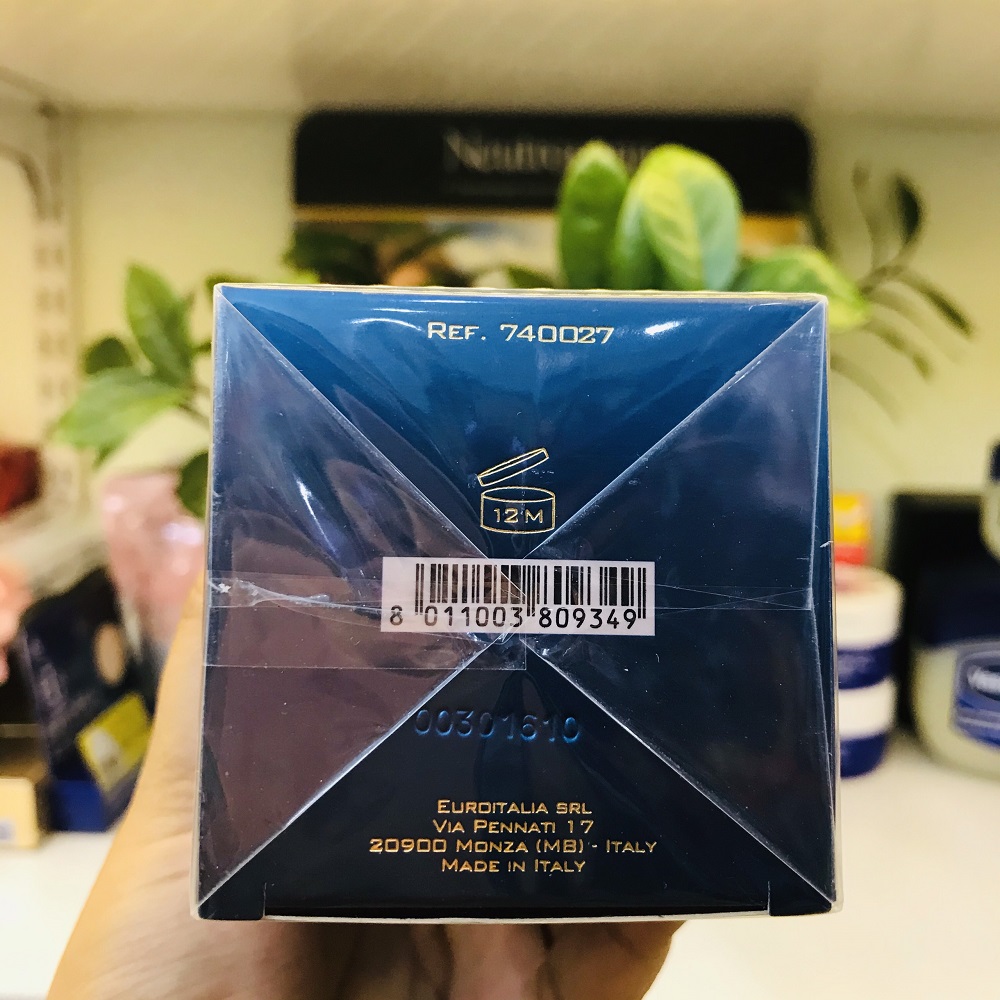 Neutrogena
REF. 740027
12 M
8 011003 809349
00301610
EUROITALIA SRL
VIA PENNATI 17
20900 MONZA (MB) - ITALY
MADE IN ITALY